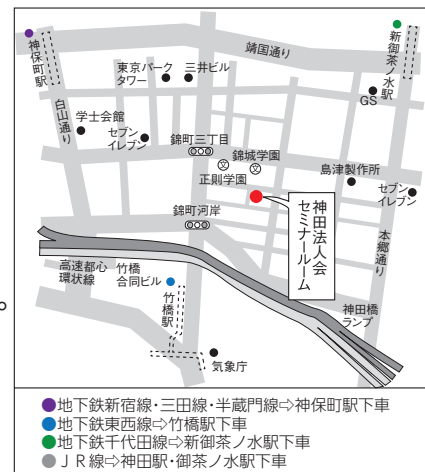 神保町駅
靖国通り
新御茶ノ水駅
東京パーク
タワー
三井ビル
GS
白山通り
学士会館
セブン
イレブン
錦町三丁目
錦城学園
文
文
正則学園
島津製作所
セブン
イレブン
錦町河岸
神田法人会
セミナールーム
本郷通り
高速都心
環状線
竹橋
合同ビル
竹橋駅
神田橋
ランプ
気象庁
。
●地下鉄新宿線・三田線・半蔵門線⇨神保町駅下車
●地下鉄東西線⇨竹橋駅下車
●地下鉄千代田線⇨新御茶ノ水駅下車
●ＪＲ線⇨神田駅・御茶ノ水駅下車